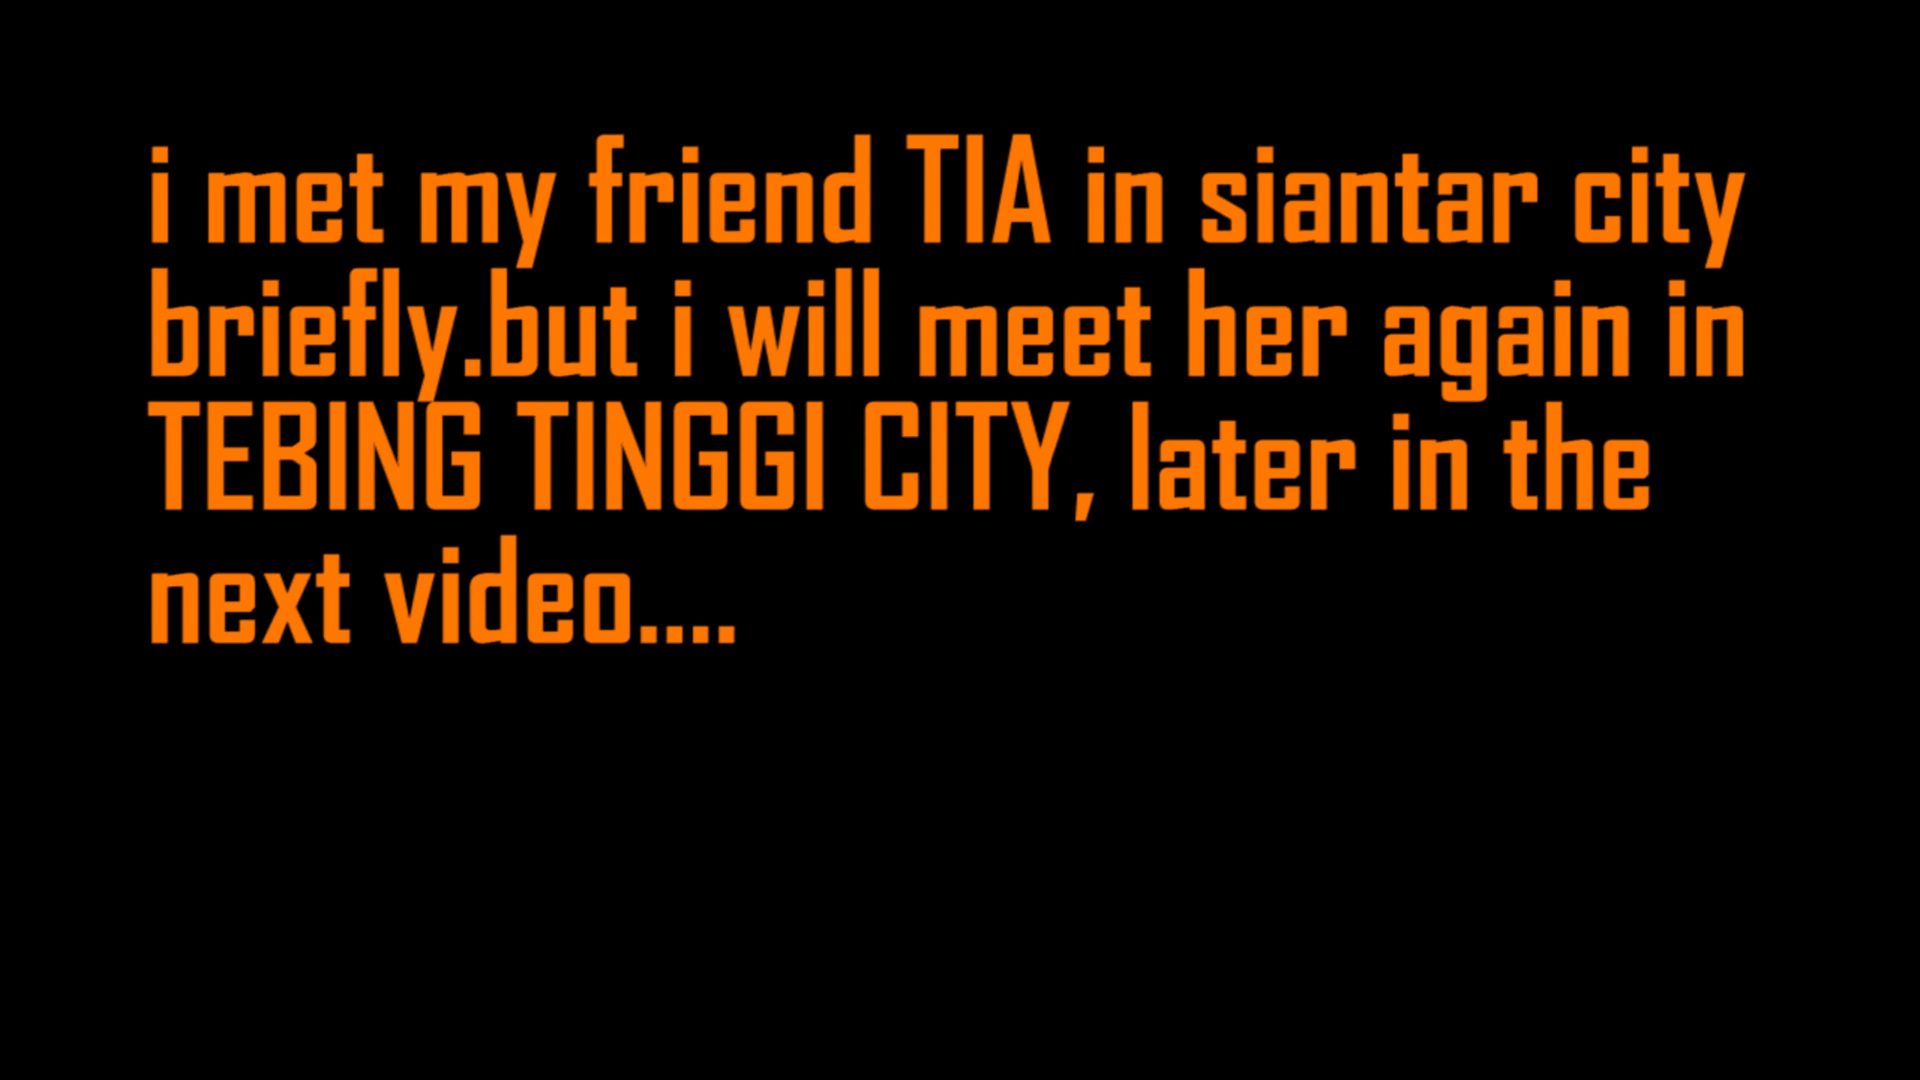 i met my friend TIA in siantar city
briefly.but i will meet her again in
TEBING TINGGI CITY, later in the
next video....